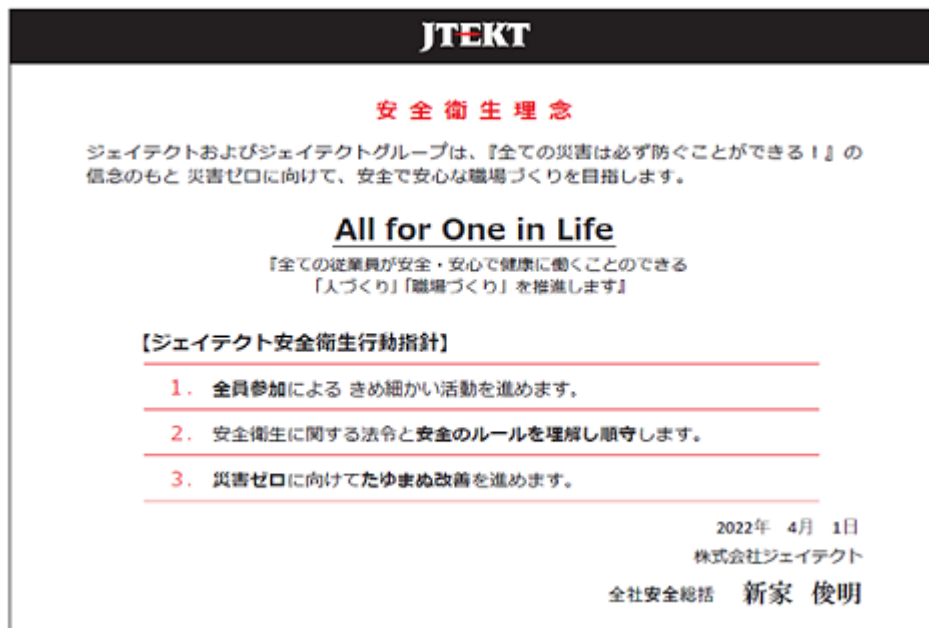 JTEKT
安全衛生理念
ジェイテクトおよびジェイテクトグループは、『全ての災害は必ず防ぐことができる！』の
信念のもと 災害ゼロに向けて、安全で安心な職場づくりを目指します。
All for One in Life
『全ての従業員が安全・安心で健康に働くことのできる
「人づくり」「職場づくり」を推進します』
【ジェイテクト安全衛生行動指針】
1. 全員参加による きめ細かい活動を進めます。
2. 安全衛生に関する法令と安全のルールを理解し順守します。
3. 災害ゼロに向けてたゆまぬ改善を進めます。
2022年 4月 1日
株式会社ジェイテクト
全社安全総括 新家 俊明